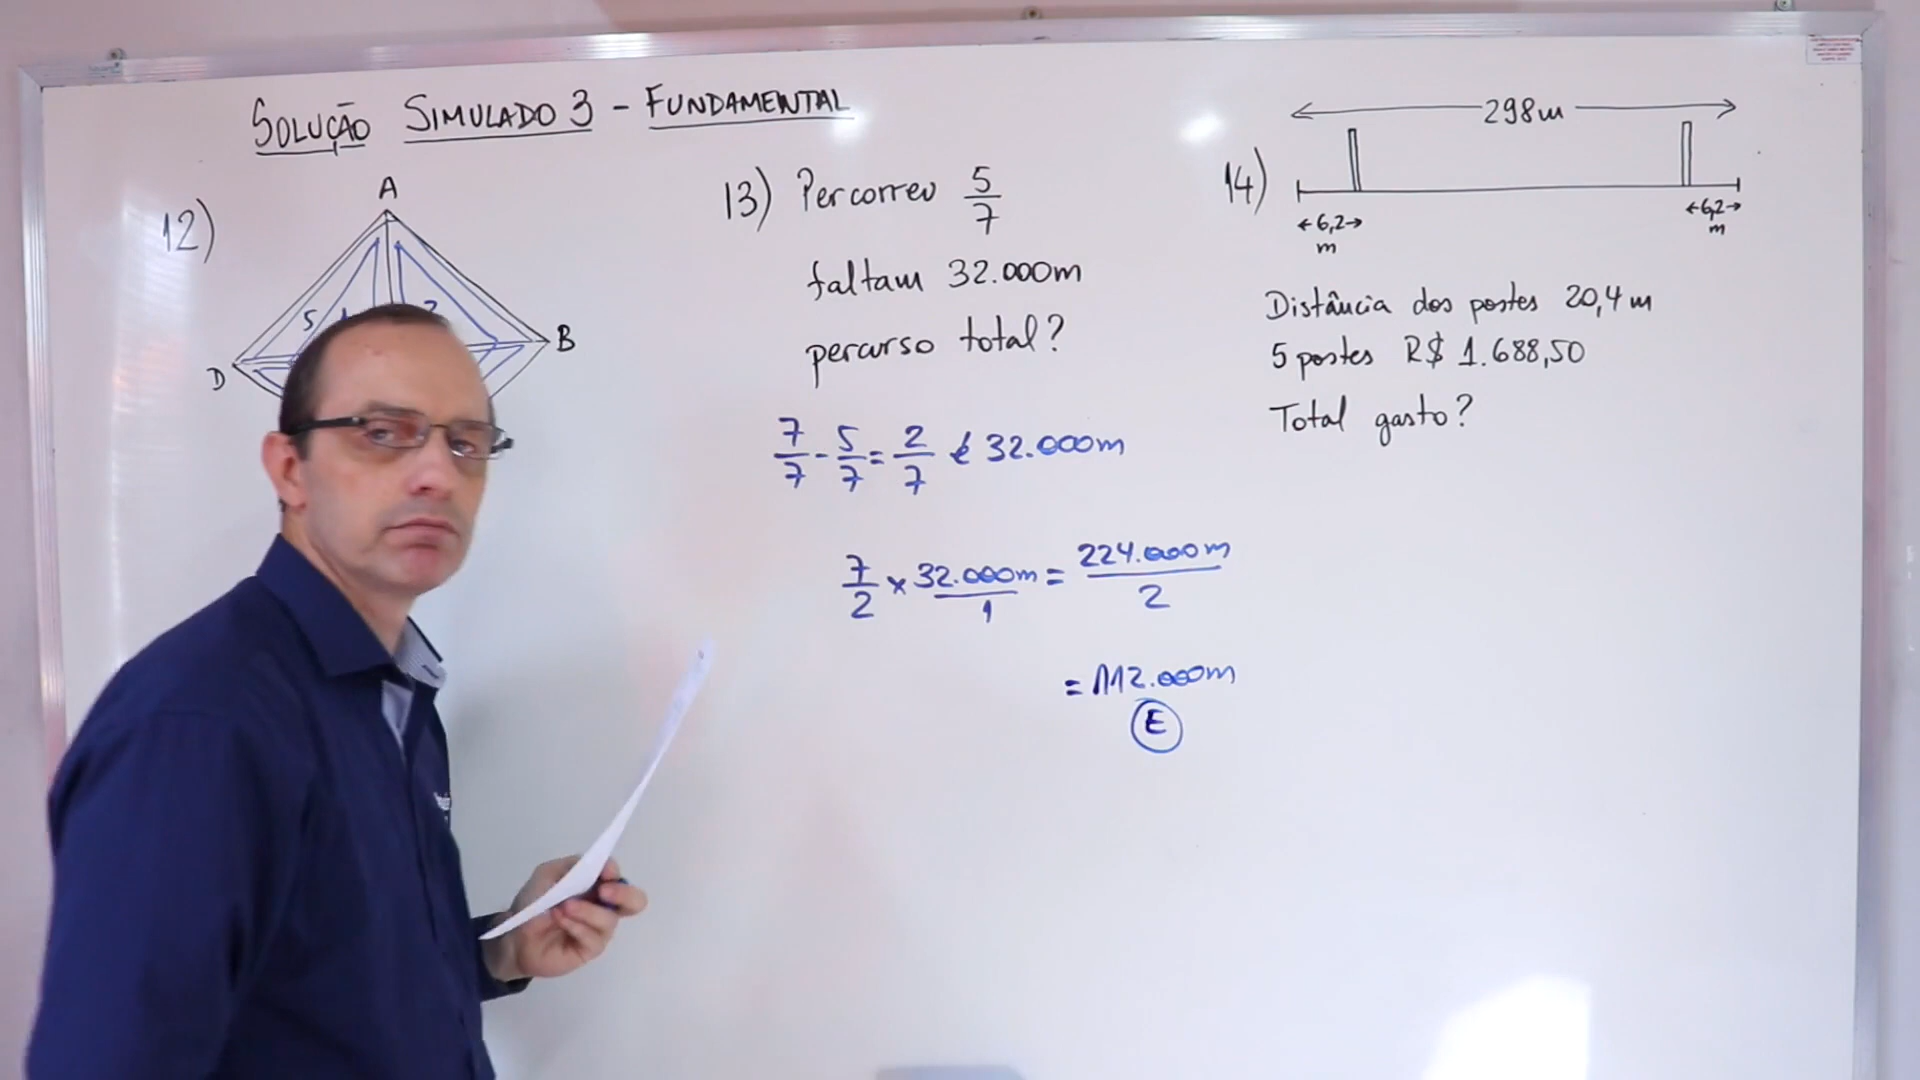 SOLUÇÃO SIMULADO 3 - FUNDAMENTAL
12)
A
5
B
D
13) Percorreu 5/7
faltam 32.000m
percurso total?
7/7 - 5/7 = 2/7 é 32.000m
7/2 x 32.000m/1 = 224.000m/2
= 112.000m
E
14)
298m
←6,2→
m
←6,2→
m
Distância dos postes 20,4 m
5 postes R$ 1.688,50
Total gasto?